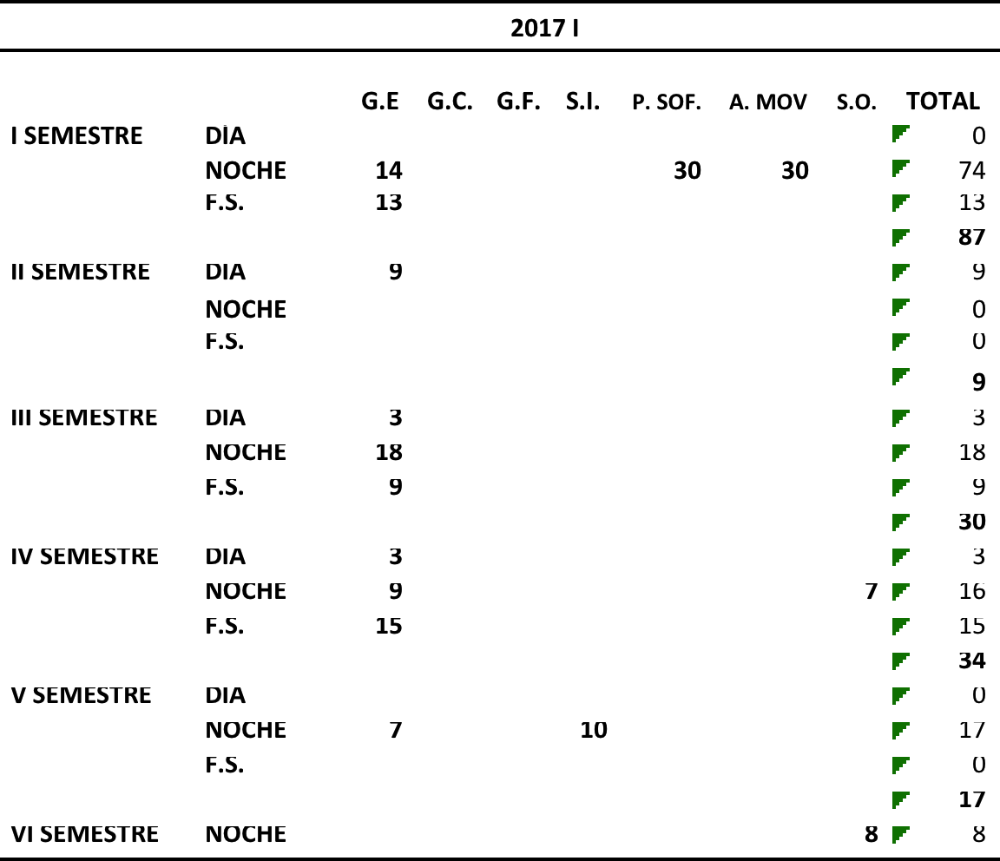 2017 I
G.E G.C. G.F. S.I. P. SOF. A. MOV S.O. TOTAL
I SEMESTRE DÍA 0
NOCHE 14 30 30 74
F.S. 13 13
87
II SEMESTRE DIA 9 9
NOCHE 0
F.S. 0
9
III SEMESTRE DIA 3 3
NOCHE 18 18
F.S. 9 9
30
IV SEMESTRE DIA 3 3
NOCHE 9 7 16
F.S. 15 15
34
V SEMESTRE DIA 0
NOCHE 7 10 17
F.S. 0
17
VI SEMESTRE NOCHE 8 8